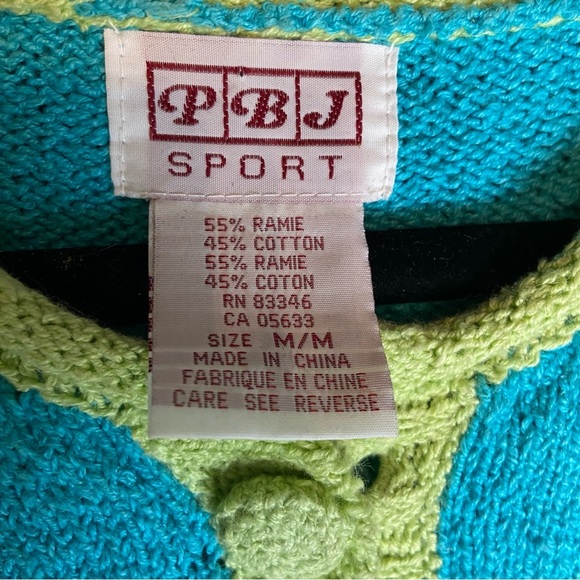 PBJ
SPORT
55% RAMIE
45% COTTON
55% RAMIE
45% COTON
RN 83346
CA 05633
SIZE M/M
MADE IN CHINA
FABRIQUE EN CHINE
CARE SEE REVERSE